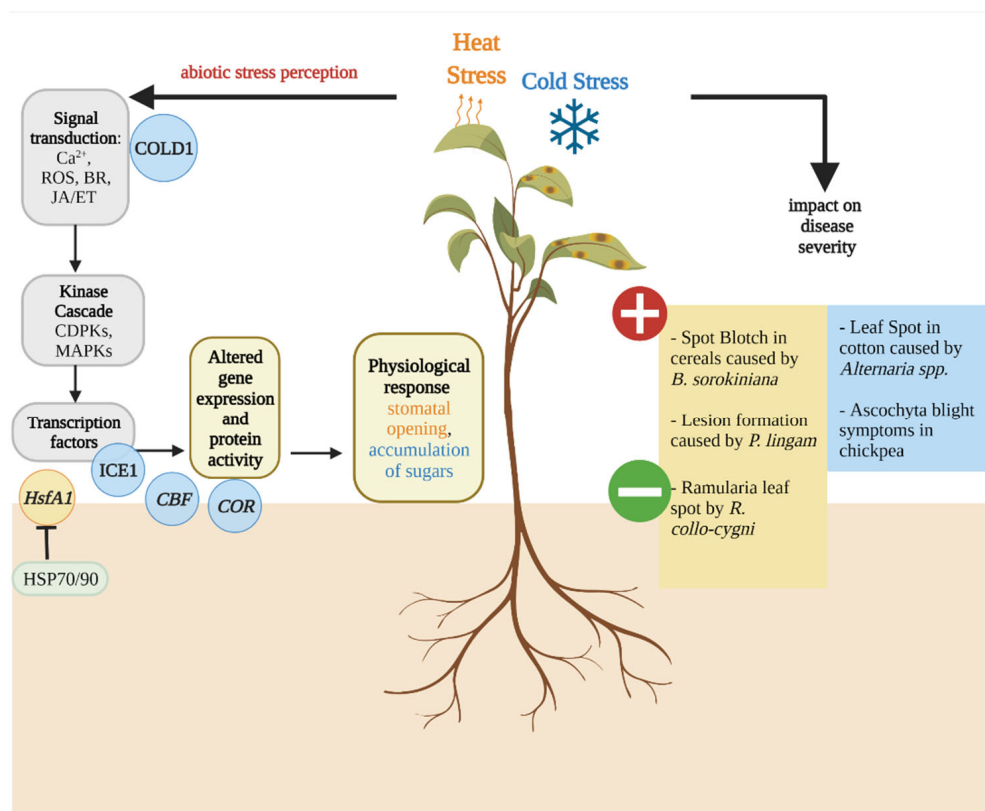 Heat
Stress
Cold Stress
abiotic stress perception
Signal
transduction:
Ca²⁺,
ROS, BR,
JA/ET
COLD1
Kinase
Cascade
CDPKs,
MAPKs
Transcription
factors
ICE1
HsfA1
HSP70/90
CBF
COR
Altered
gene
expression
and
protein
activity
Physiological
response
stomatal
opening,
accumulation
of sugars
impact on
disease
severity
- Spot Blotch in
cereals caused by
B. sorokiniana
- Lesion formation
caused by P. lingam
- Ramularia leaf
spot by R.
collo-cygni
- Leaf Spot in
cotton caused by
Alternaria spp.
- Ascochyta blight
symptoms in
chickpea